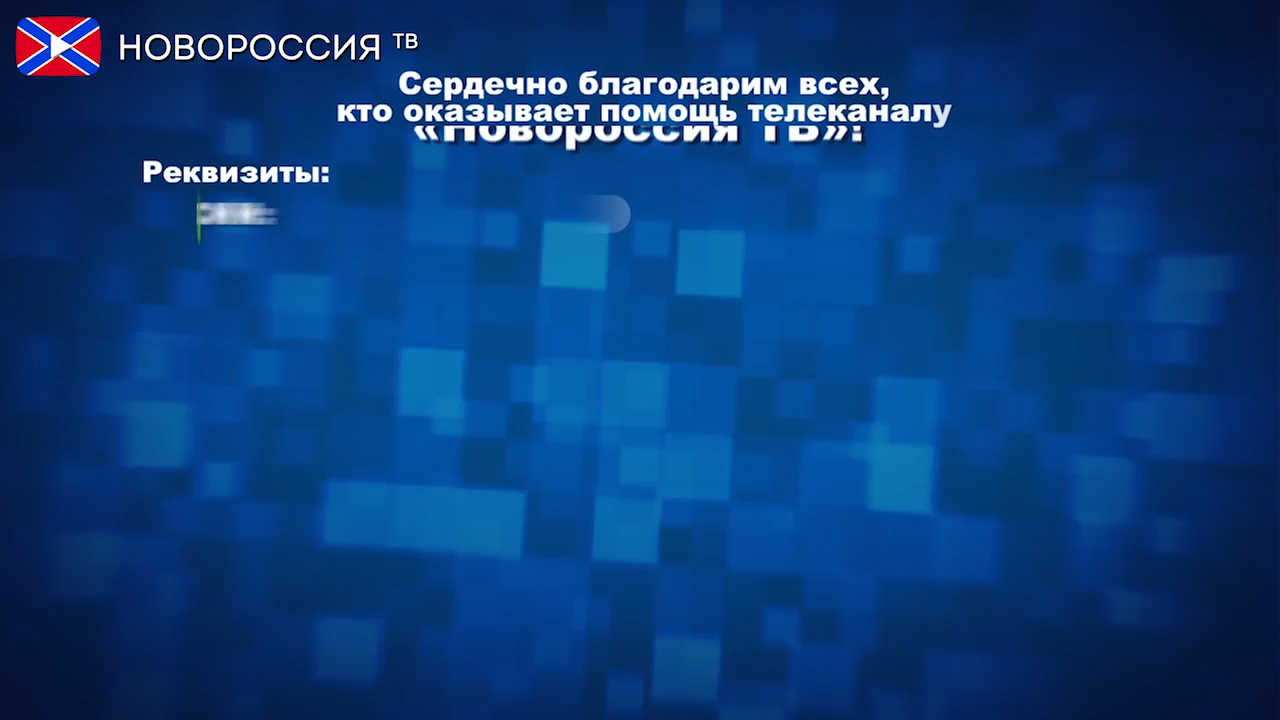 НОВОРОССИЯ ТВ
Сердечно благодарим всех,
кто оказывает помощь телеканалу
«Новороссия ТВ»!
Реквизиты: